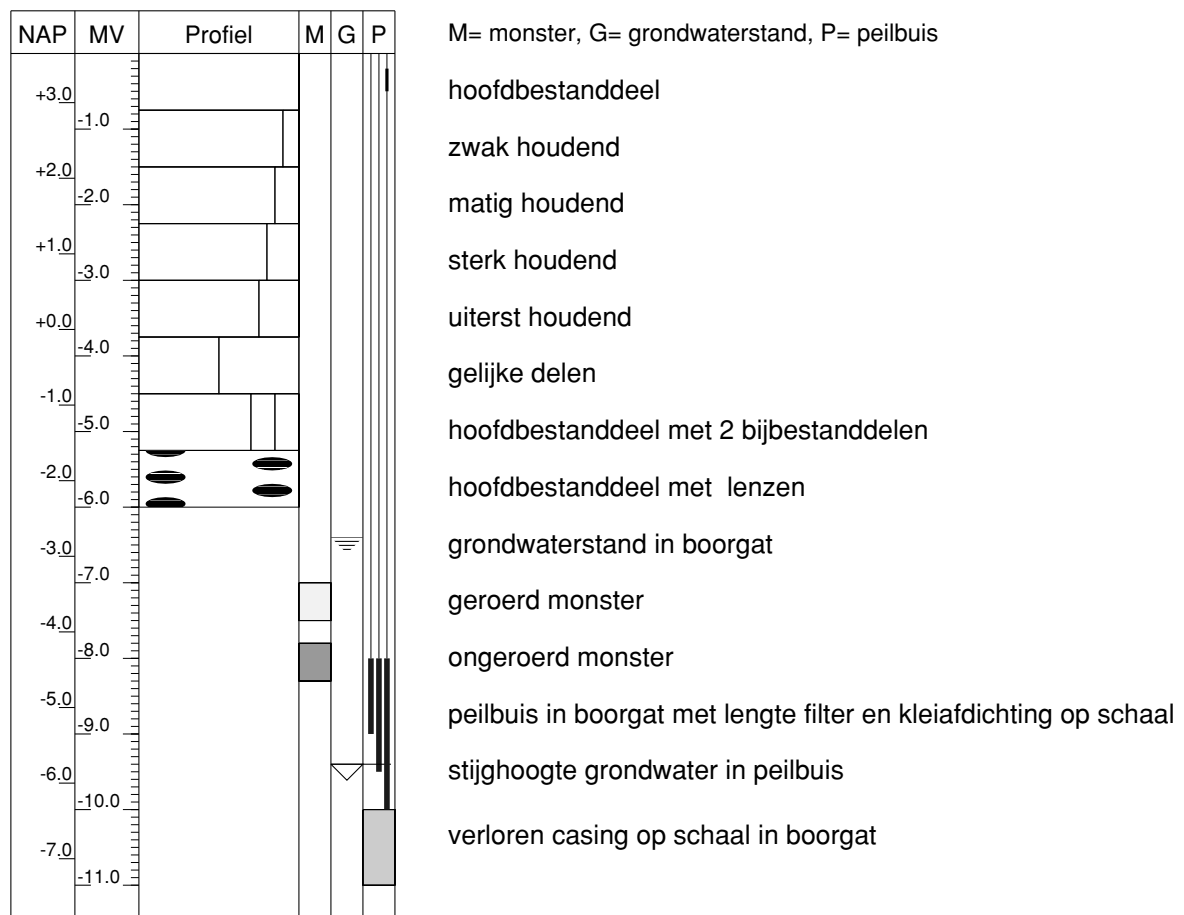 NAP MV Profiel M G P M= monster, G= grondwaterstand, P= peilbuis
+3.0 hoofdbestanddeel
-1.0
zwak houdend
+2.0
-2.0 matig houdend
+1.0 sterk houdend
-3.0
+0.0 uiterst houdend
-4.0
gelijke delen
-1.0
-5.0 hoofdbestanddeel met 2 bijbestanddelen
-2.0 hoofdbestanddeel met lenzen
-6.0
grondwaterstand in boorgat
-3.0
-7.0
geroerd monster
-4.0
-8.0 ongeroerd monster
-5.0 peilbuis in boorgat met lengte filter en kleiafdichting op schaal
-9.0
stijghoogte grondwater in peilbuis
-6.0
-10.0
verloren casing op schaal in boorgat
-7.0
-11.0